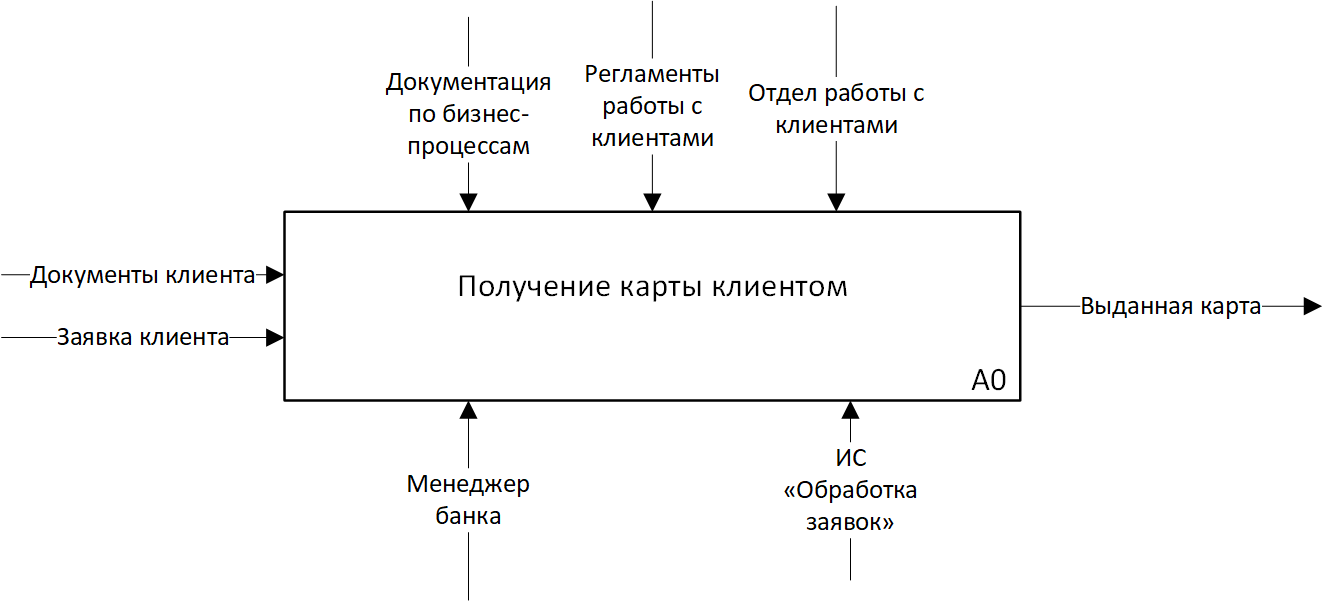 Документация
по бизнес-
процессам
Регламенты
работы с
клиентами
Отдел работы с
клиентами
Документы клиента
Заявка клиента
Получение карты клиентом
А0
Выданная карта
Менеджер
банка
ИС
«Обработка
заявок»